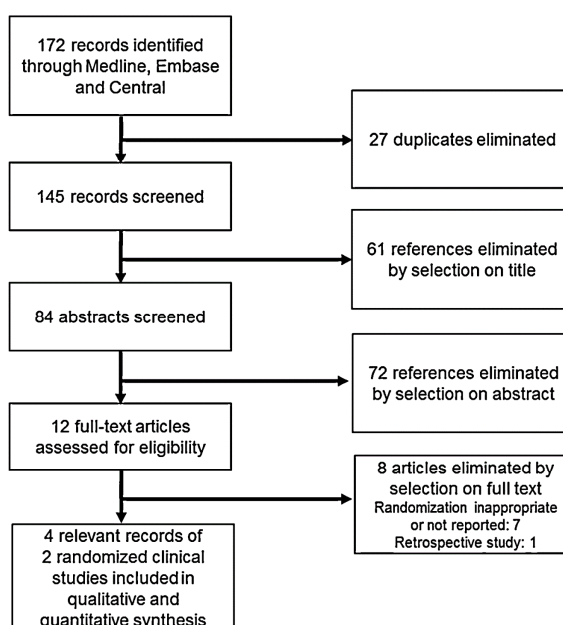 172 records identified
through Medline, Embase
and Central
27 duplicates eliminated
145 records screened
61 references eliminated
by selection on title
84 abstracts screened
72 references eliminated
by selection on abstract
12 full-text articles
assessed for eligibility
8 articles eliminated by
selection on full text
Randomization inappropriate
or not reported: 7
Retrospective study: 1
4 relevant records of
2 randomized clinical
studies included in
qualitative and
quantitative synthesis